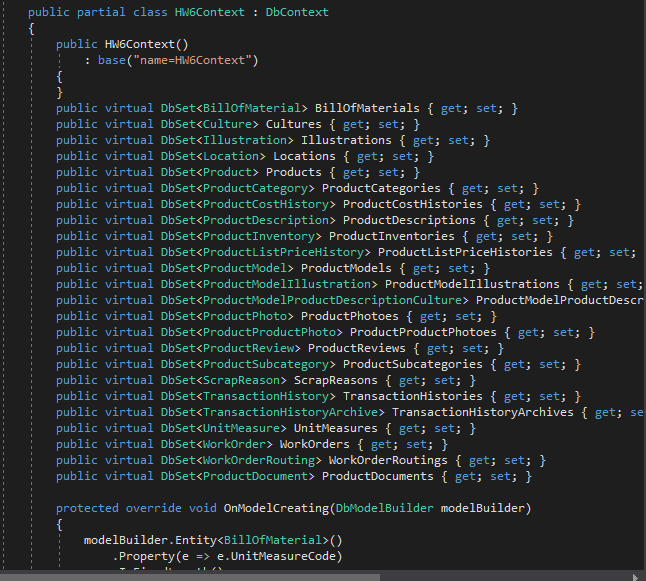 public partial class HW6Context : DbContext
{
public HW6Context()
: base("name=HW6Context")
{
}
public virtual DbSet<BillOfMaterial> BillOfMaterials { get; set; }
public virtual DbSet<Culture> Cultures { get; set; }
public virtual DbSet<Illustration> Illustrations { get; set; }
public virtual DbSet<Location> Locations { get; set; }
public virtual DbSet<Product> Products { get; set; }
public virtual DbSet<ProductCategory> ProductCategories { get; set; }
public virtual DbSet<ProductCostHistory> ProductCostHistories { get; set; }
public virtual DbSet<ProductDescription> ProductDescriptions { get; set; }
public virtual DbSet<ProductInventory> ProductInventories { get; set; }
public virtual DbSet<ProductListPriceHistory> ProductListPriceHistories { get; set;
public virtual DbSet<ProductModel> ProductModels { get; set; }
public virtual DbSet<ProductModelIllustration> ProductModelIllustrations { get; set;
public virtual DbSet<ProductModelProductDescriptionCulture> ProductModelProductDescr
public virtual DbSet<ProductPhoto> ProductPhotoes { get; set; }
public virtual DbSet<ProductProductPhoto> ProductProductPhotoes { get; set; }
public virtual DbSet<ProductReview> ProductReviews { get; set; }
public virtual DbSet<ProductSubcategory> ProductSubcategories { get; set; }
public virtual DbSet<ScrapReason> ScrapReasons { get; set; }
public virtual DbSet<TransactionHistory> TransactionHistories { get; set; }
public virtual DbSet<TransactionHistoryArchive> TransactionHistoryArchives { get; se
public virtual DbSet<UnitMeasure> UnitMeasures { get; set; }
public virtual DbSet<WorkOrder> WorkOrders { get; set; }
public virtual DbSet<WorkOrderRouting> WorkOrderRoutings { get; set; }
public virtual DbSet<ProductDocument> ProductDocuments { get; set; }
protected override void OnModelCreating(DbModelBuilder modelBuilder)
{
modelBuilder.Entity<BillOfMaterial>()
.Property(e => e.UnitMeasureCode)